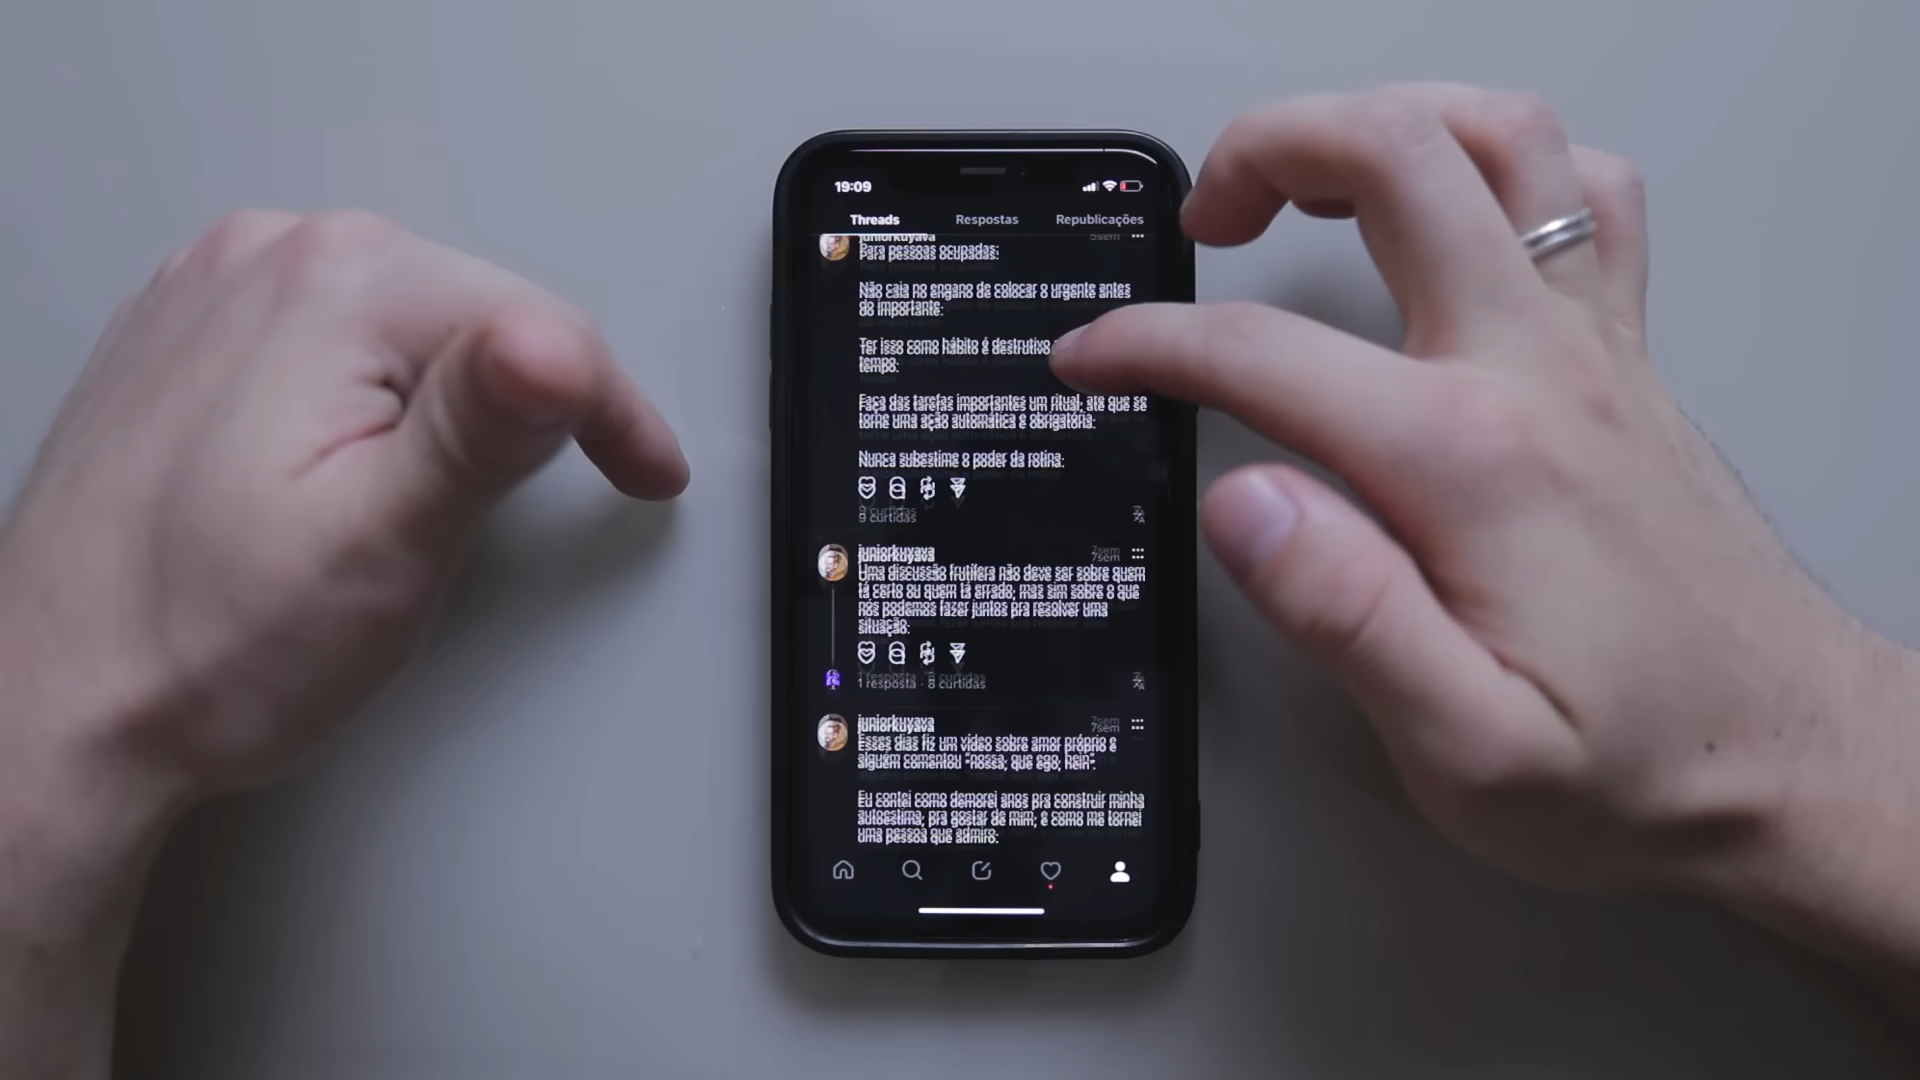 19:09
Threads Respostas Republicações
juniorkuyava
Para pessoas ocupadas:
Não caia no engano de colocar o urgente antes
do importante.
Ter isso como hábito é destrutivo
tempo.
Faça das tarefas importantes um ritual, até que se
torne uma ação automática e obrigatória.
Nunca subestime o poder da rotina.
9 curtidas
juniorkuyava 7sem
Uma discussão frutífera não deve ser sobre quem
tá certo ou quem tá errado, mas sim sobre o que
nós podemos fazer juntos pra resolver uma
situação.
1 resposta · 8 curtidas
juniorkuyava 7sem
Esses dias fiz um vídeo sobre amor próprio e
alguém comentou "nossa, que ego, hein".
Eu contei como demorei anos pra construir minha
autoestima, pra gostar de mim, e como me tornei
uma pessoa que admiro.